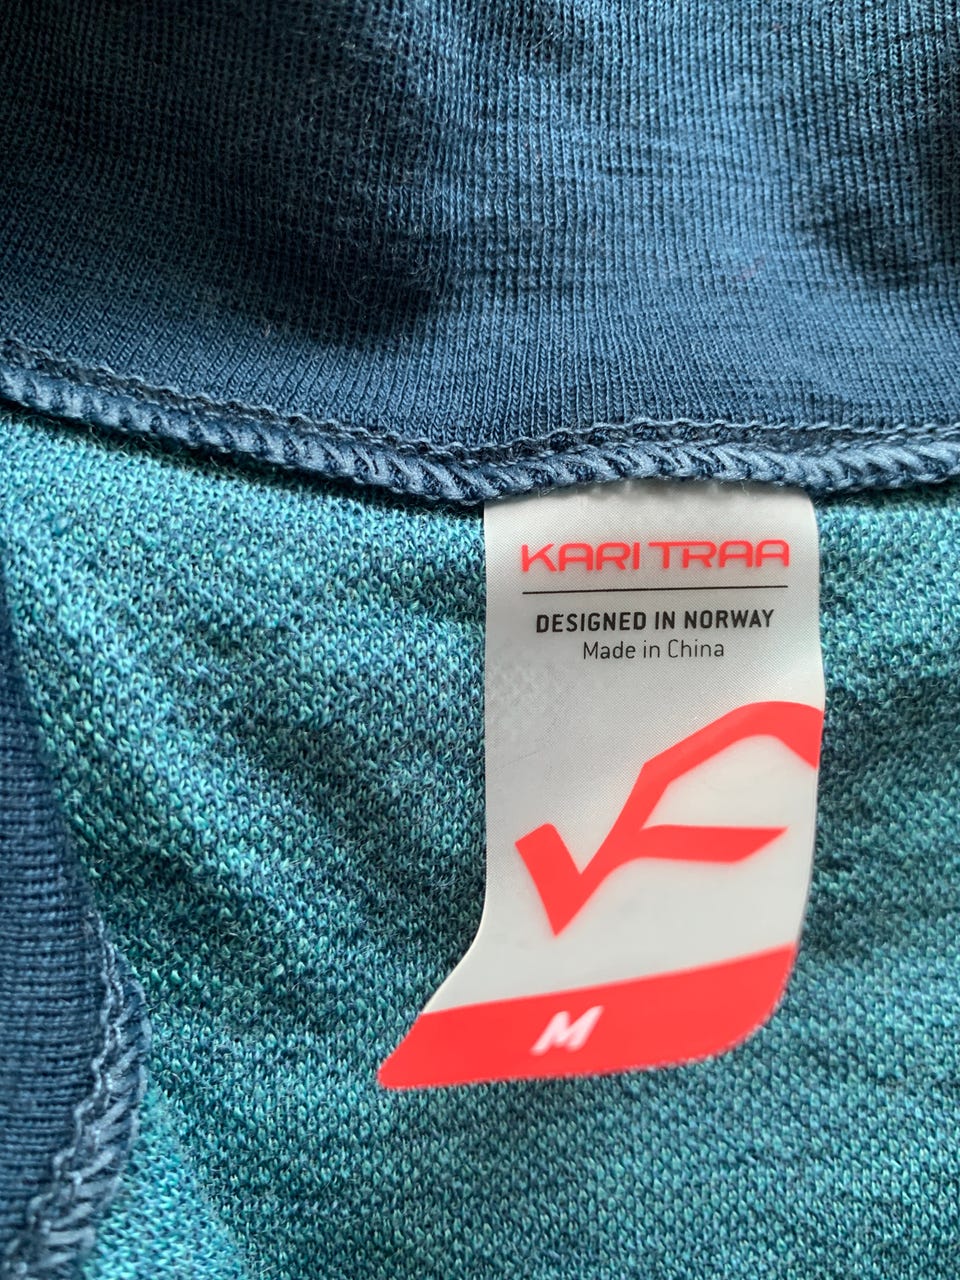 KARI TRAA
DESIGNED IN NORWAY
Made in China
M